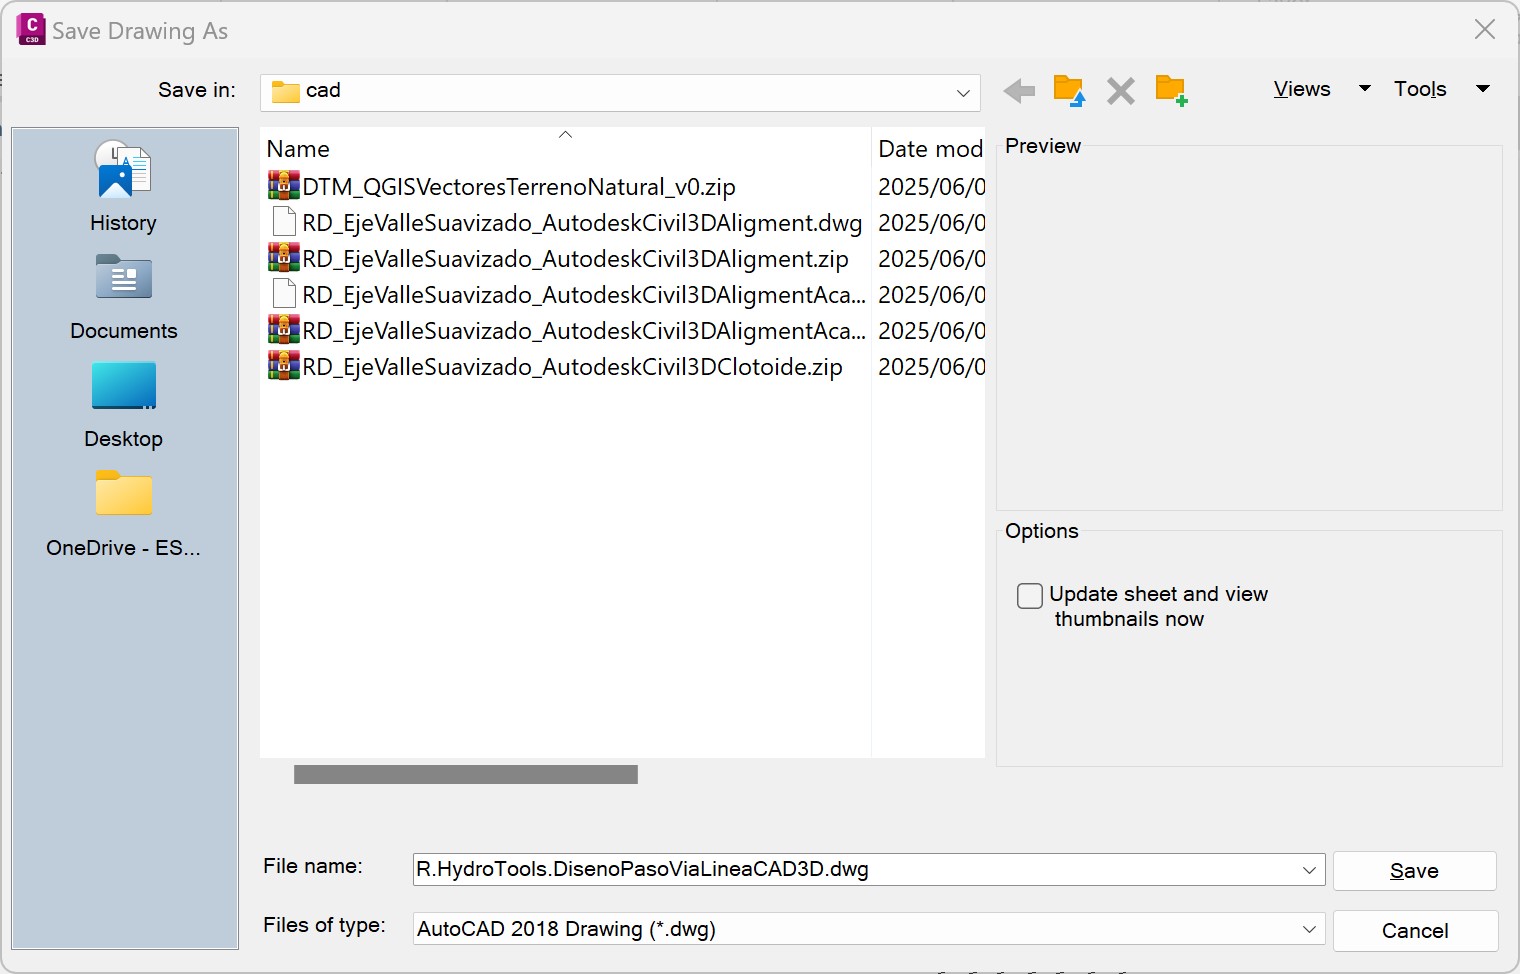 C
C3D
Save Drawing As
Save in:
cad
Views
Tools
History
Documents
Desktop
OneDrive - ES...
Name
Date mod
DTM_QGISVectoresTerrenoNatural_v0.zip
2025/06/0
RD_EjeValleSuavizado_AutodeskCivil3DAligment.dwg
2025/06/0
RD_EjeValleSuavizado_AutodeskCivil3DAligment.zip
2025/06/0
RD_EjeValleSuavizado_AutodeskCivil3DAligmentAca...
2025/06/0
RD_EjeValleSuavizado_AutodeskCivil3DAligmentAca...
2025/06/0
RD_EjeValleSuavizado_AutodeskCivil3DClotoide.zip
2025/06/0
Preview
Options
Update sheet and view
thumbnails now
File name:
R.HydroTools.DisenoPasoViaLineaCAD3D.dwg
Save
Files of type:
AutoCAD 2018 Drawing (*.dwg)
Cancel